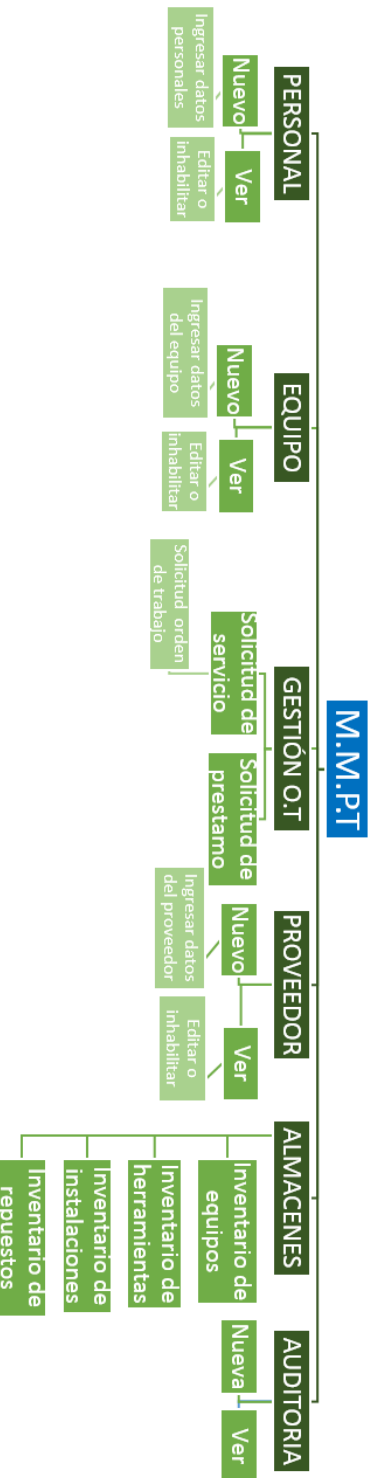 M.M.P.T
PERSONAL
Nuevo
Ingresar datos
personales
Ver
Editar o
inhabilitar
EQUIPO
Nuevo
Ingresar datos
del equipo
Ver
Editar o
inhabilitar
GESTIÓN O.T
Solicitud de
servicio
Solicitud orden
de trabajo
Solicitud de
prestamo
PROVEEDOR
Nuevo
Ingresar datos
del proveedor
Ver
Editar o
inhabilitar
ALMACENES
Inventario de
equipos
Inventario de
herramientas
Inventario de
instalaciones
Inventario de
repuestos
AUDITORIA
Nueva
Ver